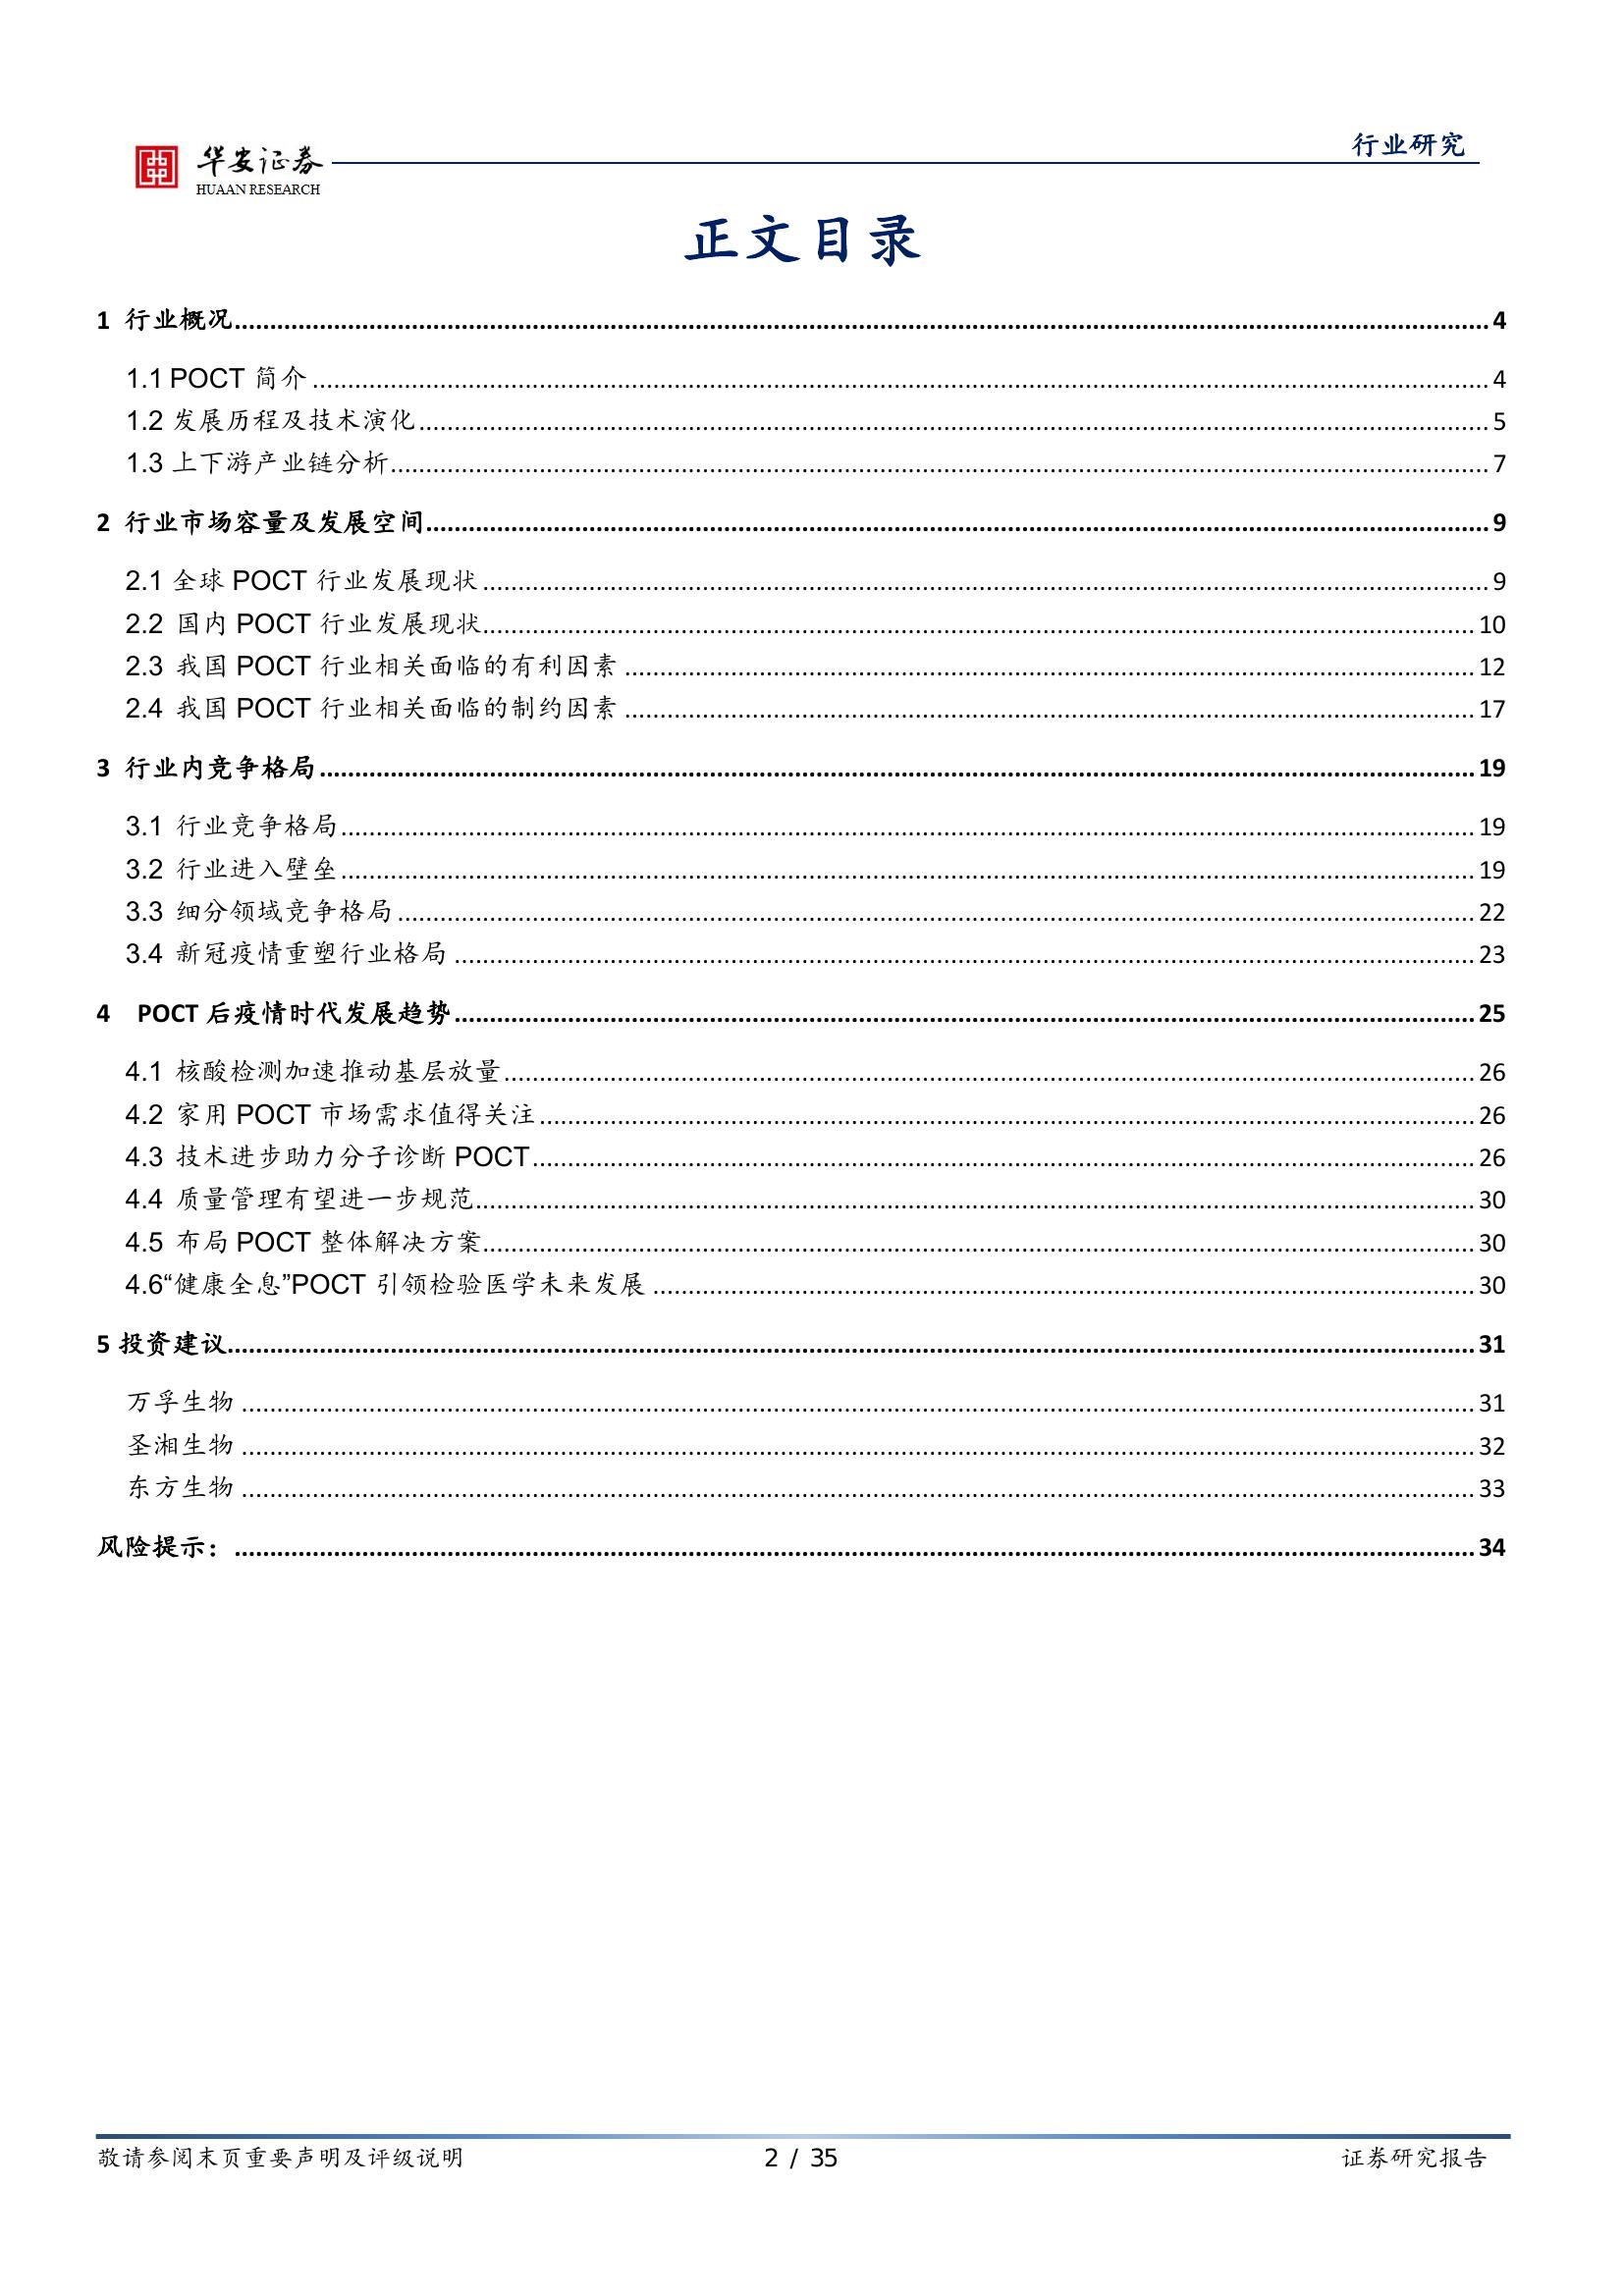 行业研究
华安证券
HUAAN RESEARCH
正文目录
1 行业概况........4
1.1 POCT 简介........4
1.2 发展历程及技术演化........5
1.3 上下游产业链分析........7
2 行业市场容量及发展空间........9
2.1 全球 POCT 行业发展现状........9
2.2 国内 POCT 行业发展现状........10
2.3 我国 POCT 行业相关面临的有利因素........12
2.4 我国 POCT 行业相关面临的制约因素........17
3 行业内竞争格局........19
3.1 行业竞争格局........19
3.2 行业进入壁垒........19
3.3 细分领域竞争格局........22
3.4 新冠疫情重塑行业格局........23
4 POCT 后疫情时代发展趋势........25
4.1 核酸检测加速推动基层放量........26
4.2 家用 POCT 市场需求值得关注........26
4.3 技术进步助力分子诊断 POCT........26
4.4 质量管理有望进一步规范........30
4.5 布局 POCT 整体解决方案........30
4.6“健康全息”POCT 引领检验医学未来发展........30
5 投资建议........31
万孚生物........31
圣湘生物........32
东方生物........33
风险提示：........34
敬请参阅末页重要声明及评级说明 2 / 35 证券研究报告